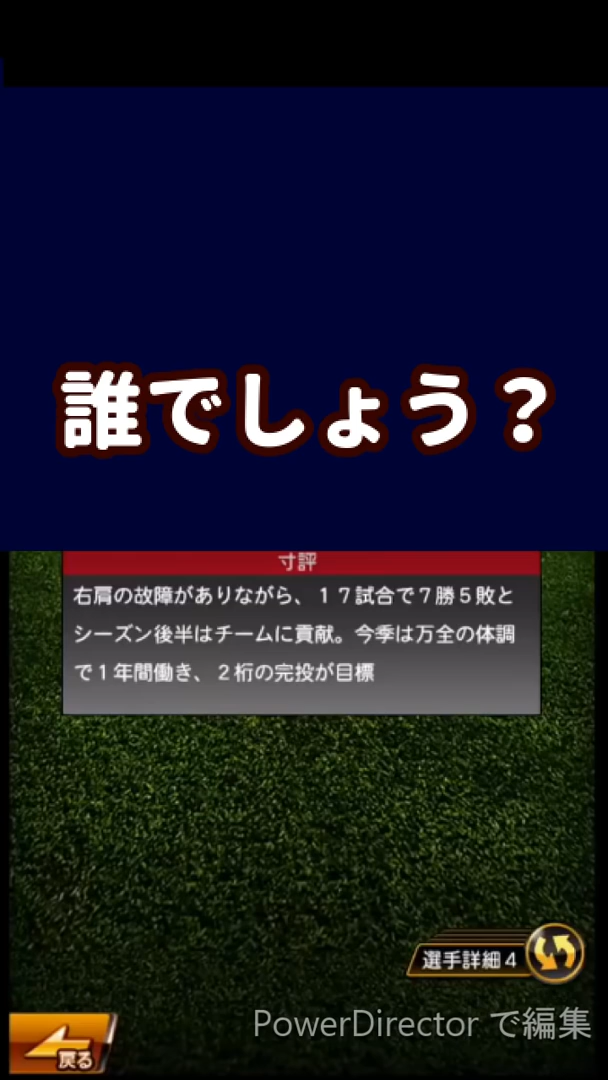 誰でしょう？
寸評
右肩の故障がありながら、１７試合で７勝５敗と
シーズン後半はチームに貢献。今季は万全の体調
で１年間働き、２桁の完投が目標
選手詳細４
PowerDirector で編集
戻る